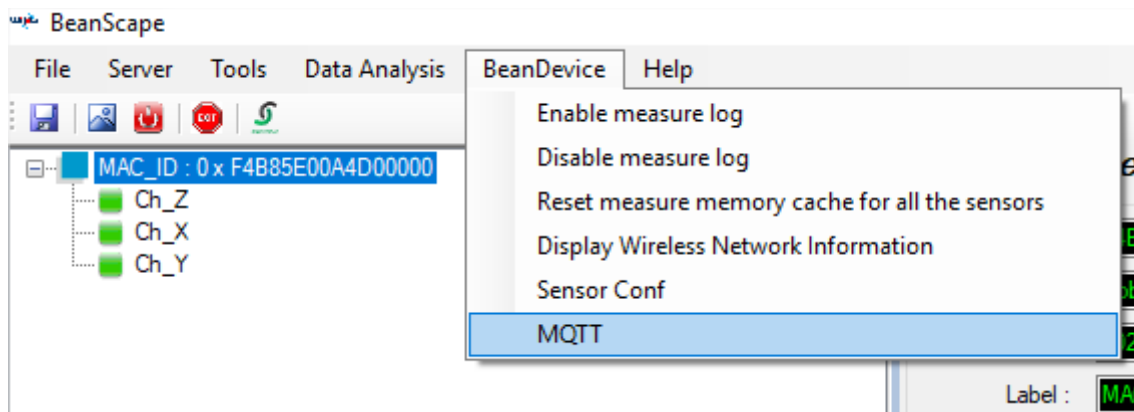 BeanScape
File Server Tools Data Analysis BeanDevice Help
Enable measure log
Disable measure log
Reset measure memory cache for all the sensors
Display Wireless Network Information
Sensor Conf
MQTT
MAC_ID : 0 x F4B85E00A4D00000
Ch_Z
Ch_X
Ch_Y
Label :